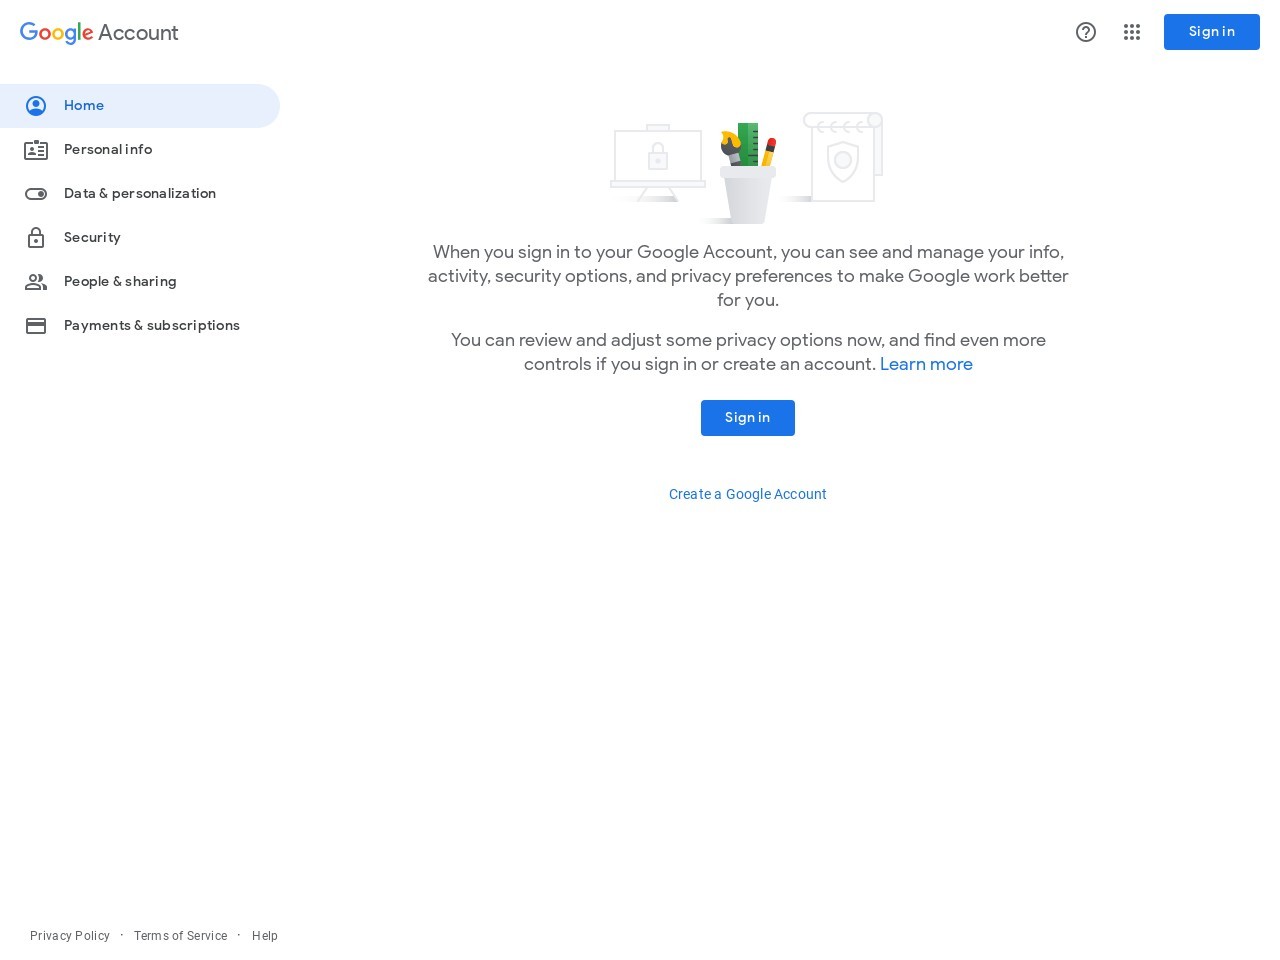 Google Account
Sign in
Home
Personal info
Data & personalization
Security
People & sharing
Payments & subscriptions
When you sign in to your Google Account, you can see and manage your info,
activity, security options, and privacy preferences to make Google work better
for you.
You can review and adjust some privacy options now, and find even more
controls if you sign in or create an account. Learn more
Sign in
Create a Google Account
Privacy Policy · Terms of Service · Help